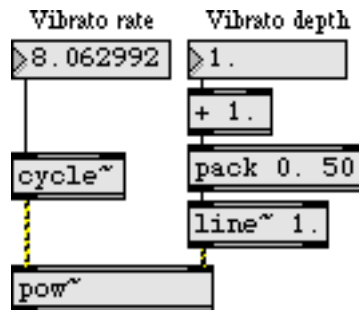 Vibrato rate
Vibrato depth
8.062992
1.
+ 1.
cycle~
pack 0. 50
line~ 1.
pow~